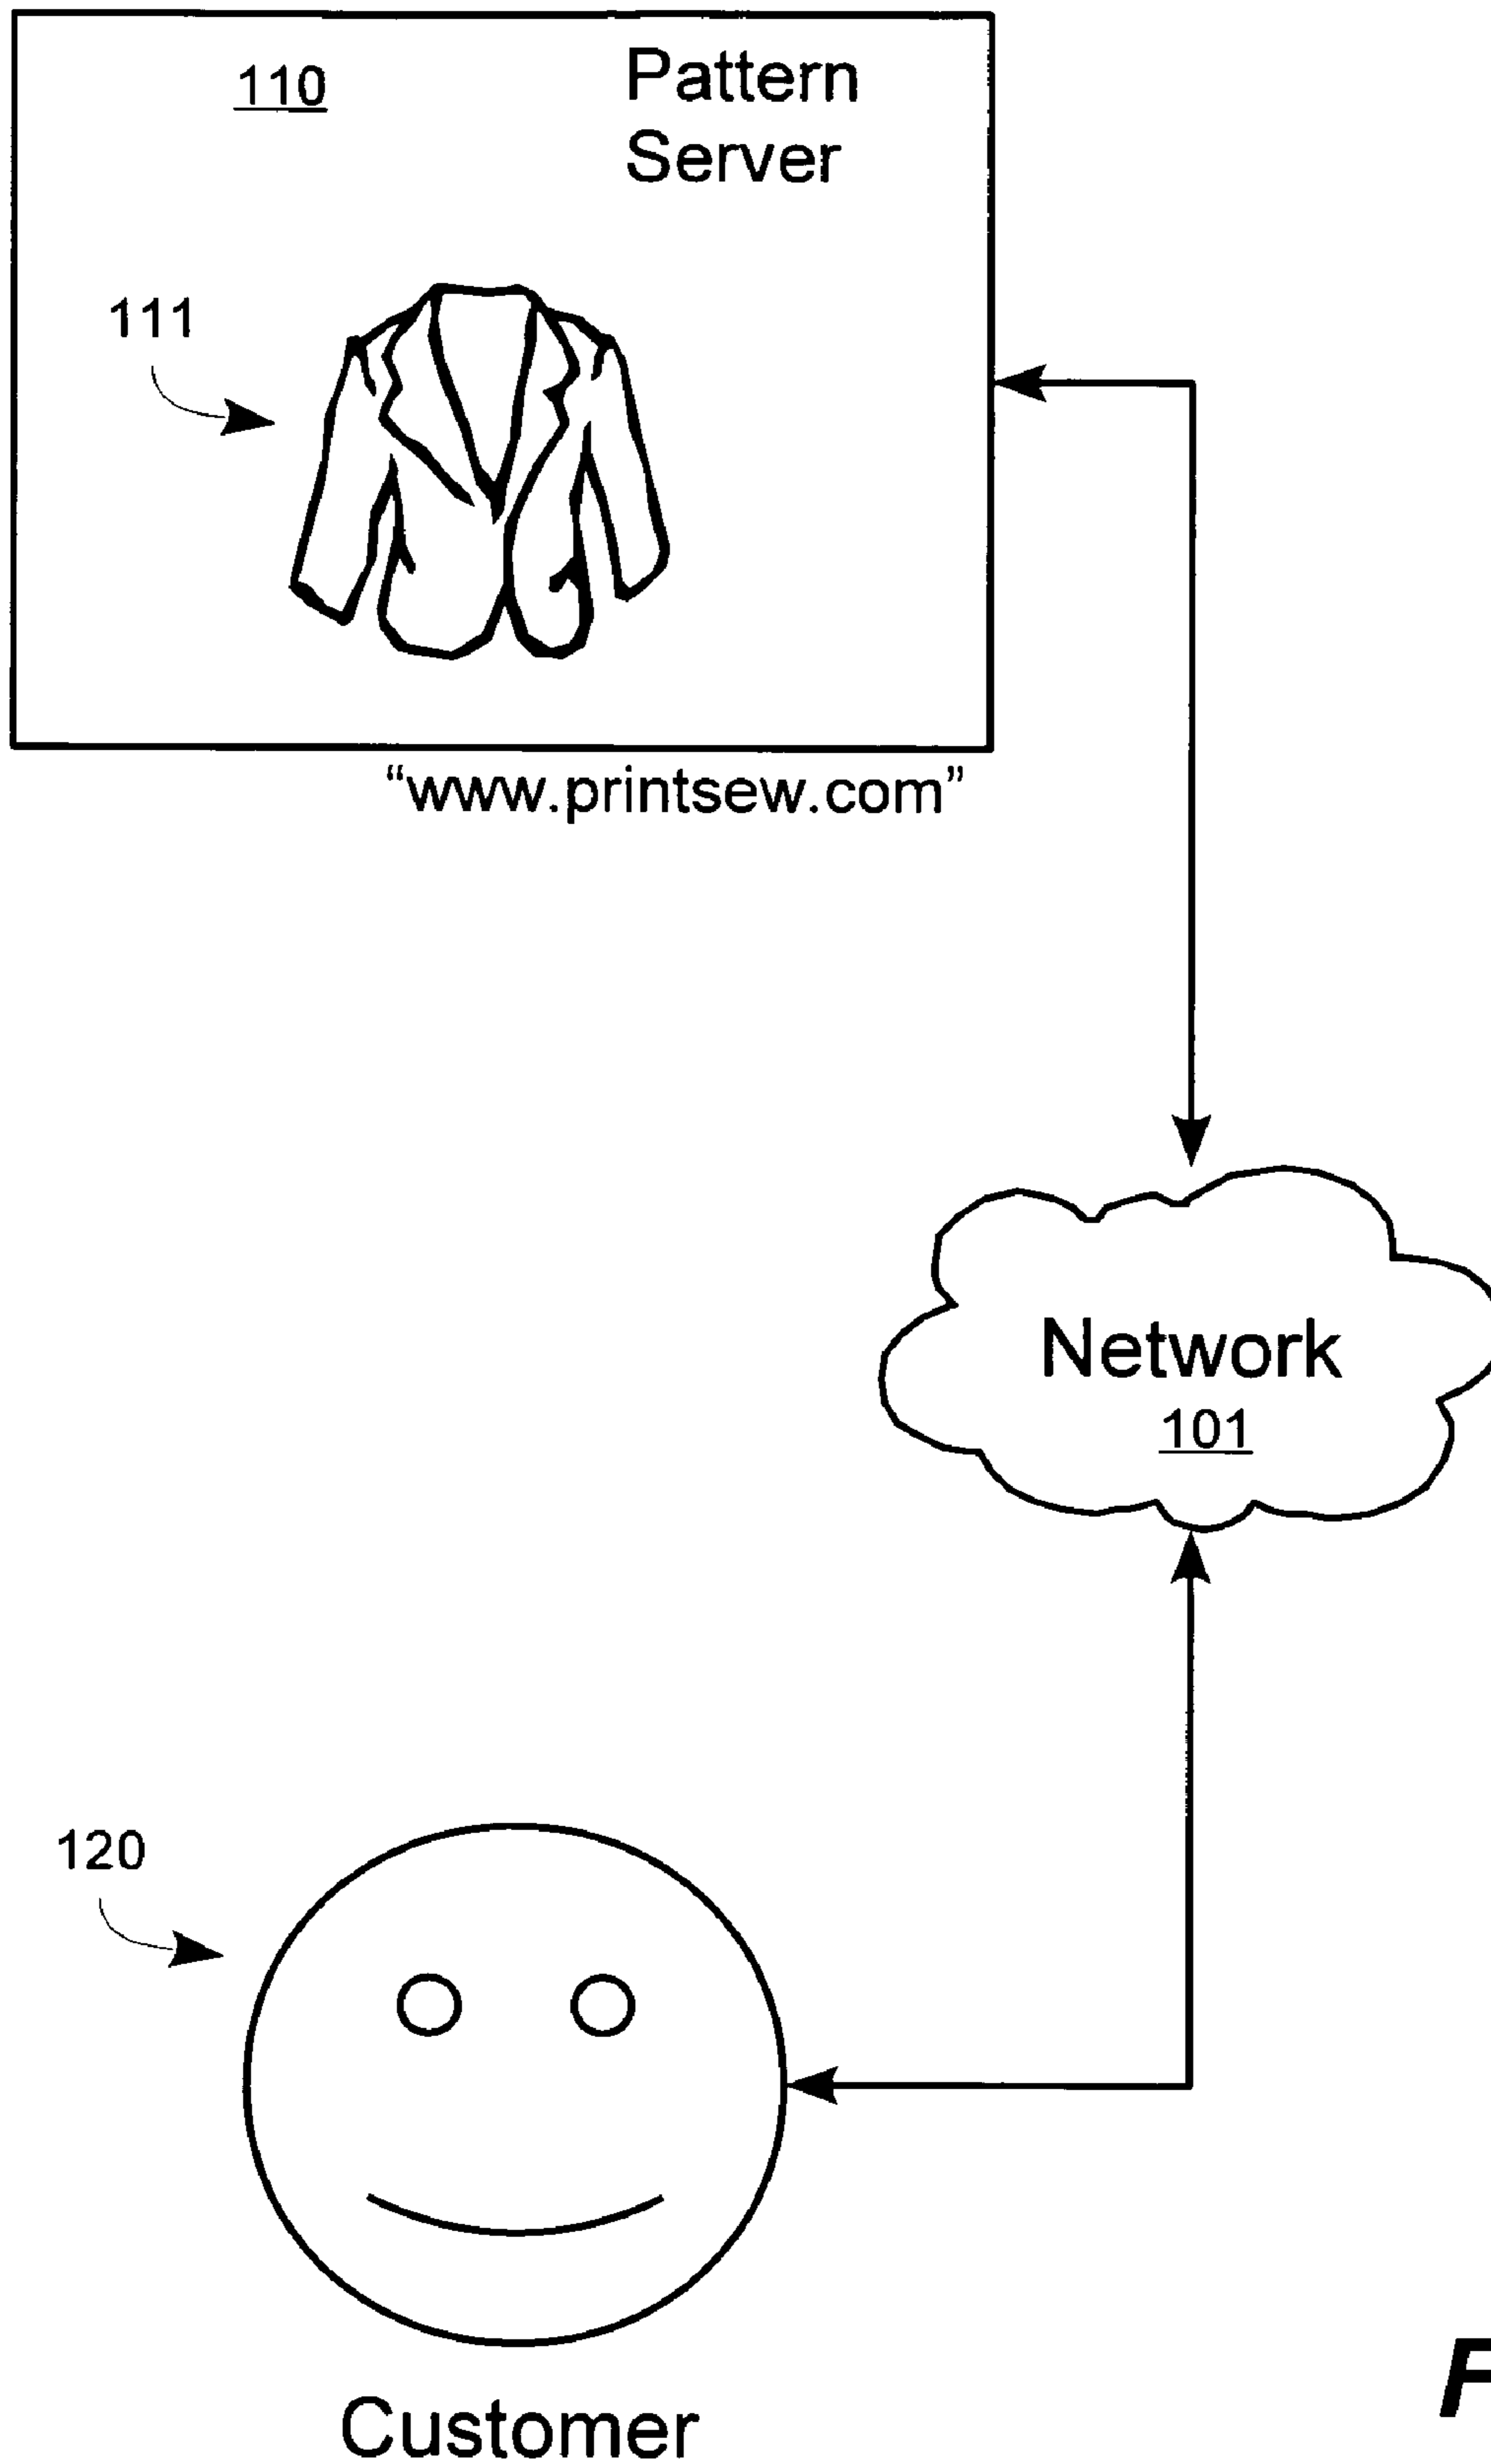 110
Pattern
Server
111
“www.printsew.com”
Network
101
120
Customer